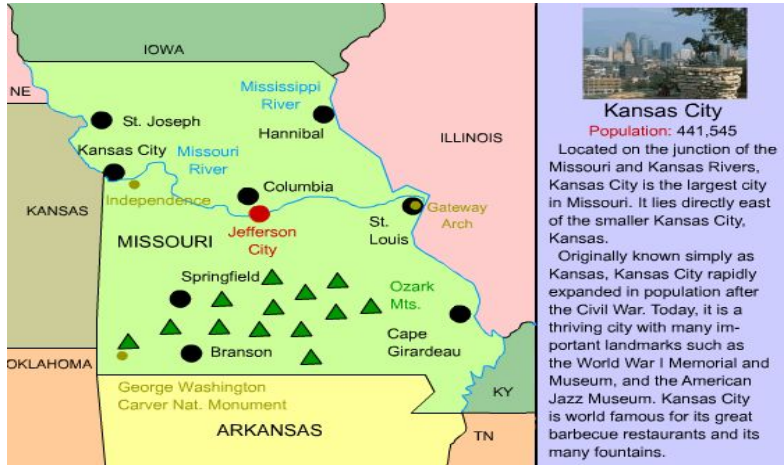 IOWA
NE
Mississippi
River
St. Joseph
Hannibal
ILLINOIS
Kansas City
Missouri
River
Independence
Columbia
KANSAS
St.
Louis
Gateway
Arch
MISSOURI
Jefferson
City
Springfield
Ozark
Mts.
Cape
Girardeau
Branson
OKLAHOMA
George Washington
Carver Nat. Monument
KY
ARKANSAS
TN
Kansas City
Population: 441,545
Located on the junction of the
Missouri and Kansas Rivers,
Kansas City is the largest city
in Missouri. It lies directly east
of the smaller Kansas City,
Kansas.
Originally known simply as
Kansas, Kansas City rapidly
expanded in population after
the Civil War. Today, it is a
thriving city with many im-
portant landmarks such as
the World War I Memorial and
Museum, and the American
Jazz Museum. Kansas City
is world famous for its great
barbecue restaurants and its
many fountains.